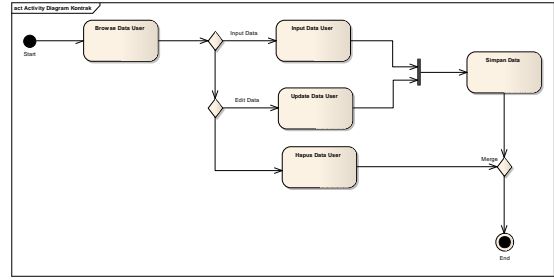 act Activity Diagram Kontrak
Browse Data User
Input Data
Input Data User
Simpan Data
Start
Edit Data
Update Data User
Hapus Data User
Merge
End